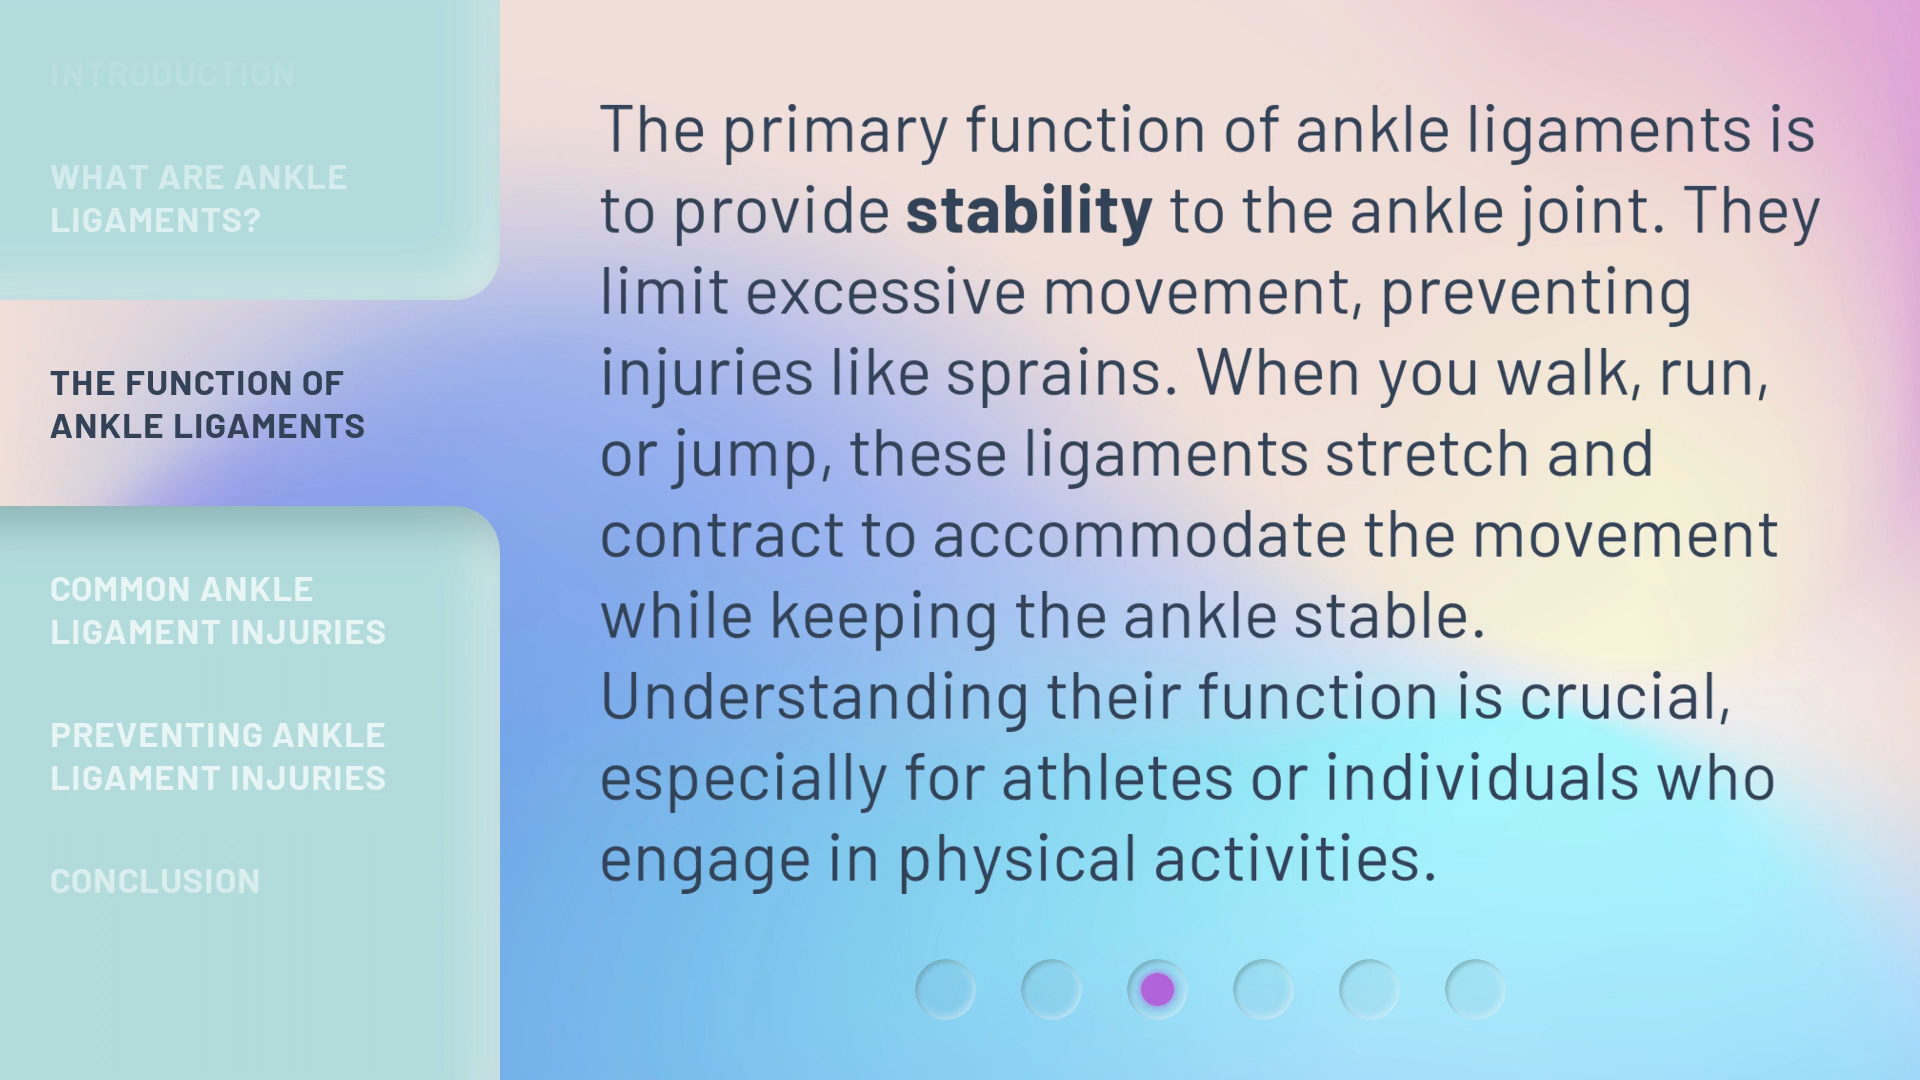 INTRODUCTION
WHAT ARE ANKLE
LIGAMENTS?
THE FUNCTION OF
ANKLE LIGAMENTS
COMMON ANKLE
LIGAMENT INJURIES
PREVENTING ANKLE
LIGAMENT INJURIES
CONCLUSION
The primary function of ankle ligaments is
to provide stability to the ankle joint. They
limit excessive movement, preventing
injuries like sprains. When you walk, run,
or jump, these ligaments stretch and
contract to accommodate the movement
while keeping the ankle stable.
Understanding their function is crucial,
especially for athletes or individuals who
engage in physical activities.